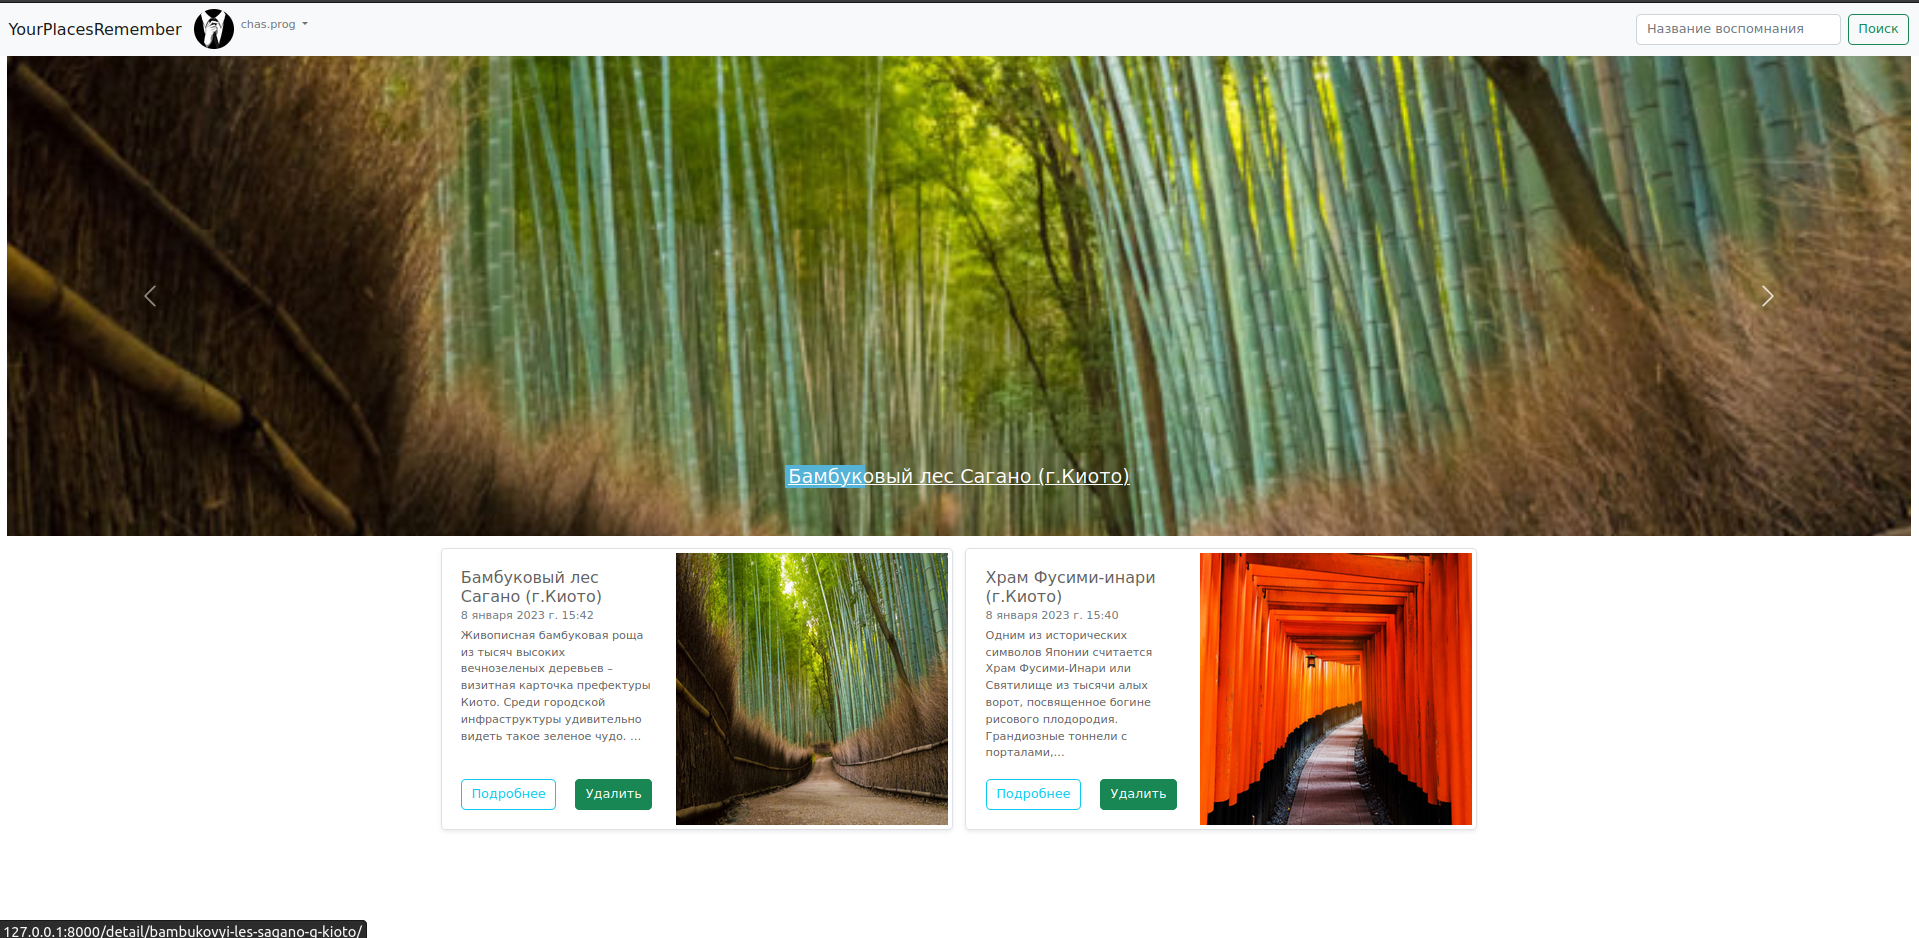 YourPlacesRemember
chas.prog
Название воспомнания
Поиск
Бамбуковый лес Сагано (г.Киото)
Бамбуковый лес
Сагано (г.Киото)
8 января 2023 г. 15:42
Живописная бамбуковая роща
из тысяч высоких
вечнозеленых деревьев –
визитная карточка префектуры
Киото. Среди городской
инфраструктуры удивительно
видеть такое зеленое чудо. …
Подробнее
Удалить
Храм Фусими-инари
(г.Киото)
8 января 2023 г. 15:40
Одним из исторических
символов Японии считается
Храм Фусими-Инари или
Святилище из тысячи алых
ворот, посвященное богине
рисового плодородия.
Грандиозные тоннели с
порталами,…
Подробнее
Удалить
127.0.0.1:8000/detail/bambukovyi-les-sagano-g-kioto/